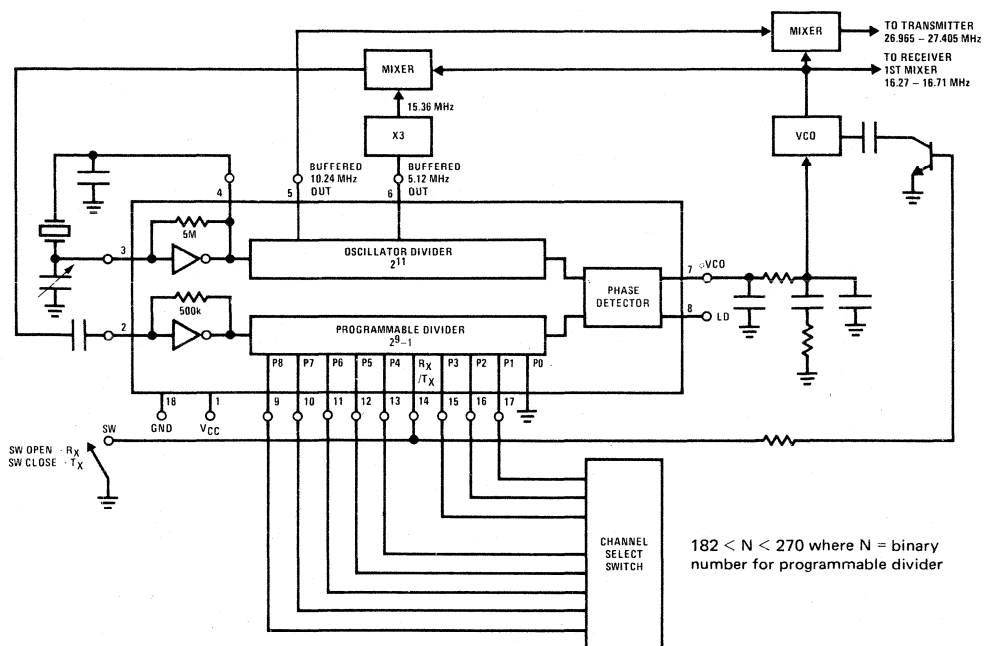 MIXER
TO TRANSMITTER
26.965 – 27.405 MHz
MIXER
TO RECEIVER
1ST MIXER
16.27 – 16.71 MHz
15.36 MHz
X3
VCO
BUFFERED
10.24 MHz
OUT
BUFFERED
5.12 MHz
OUT
4
5
6
5M
3
OSCILLATOR DIVIDER
2^11
PHASE
DETECTOR
7
VCO
8
LD
500k
2
PROGRAMMABLE DIVIDER
2^9–1
P8
P7
P6
P5
P4
RX
/TX
P3
P2
P1
P0
18
1
9
10
11
12
13
14
15
16
17
GND
VCC
SW
SW OPEN - RX
SW CLOSE - TX
CHANNEL
SELECT
SWITCH
182 < N < 270 where N = binary
number for programmable divider